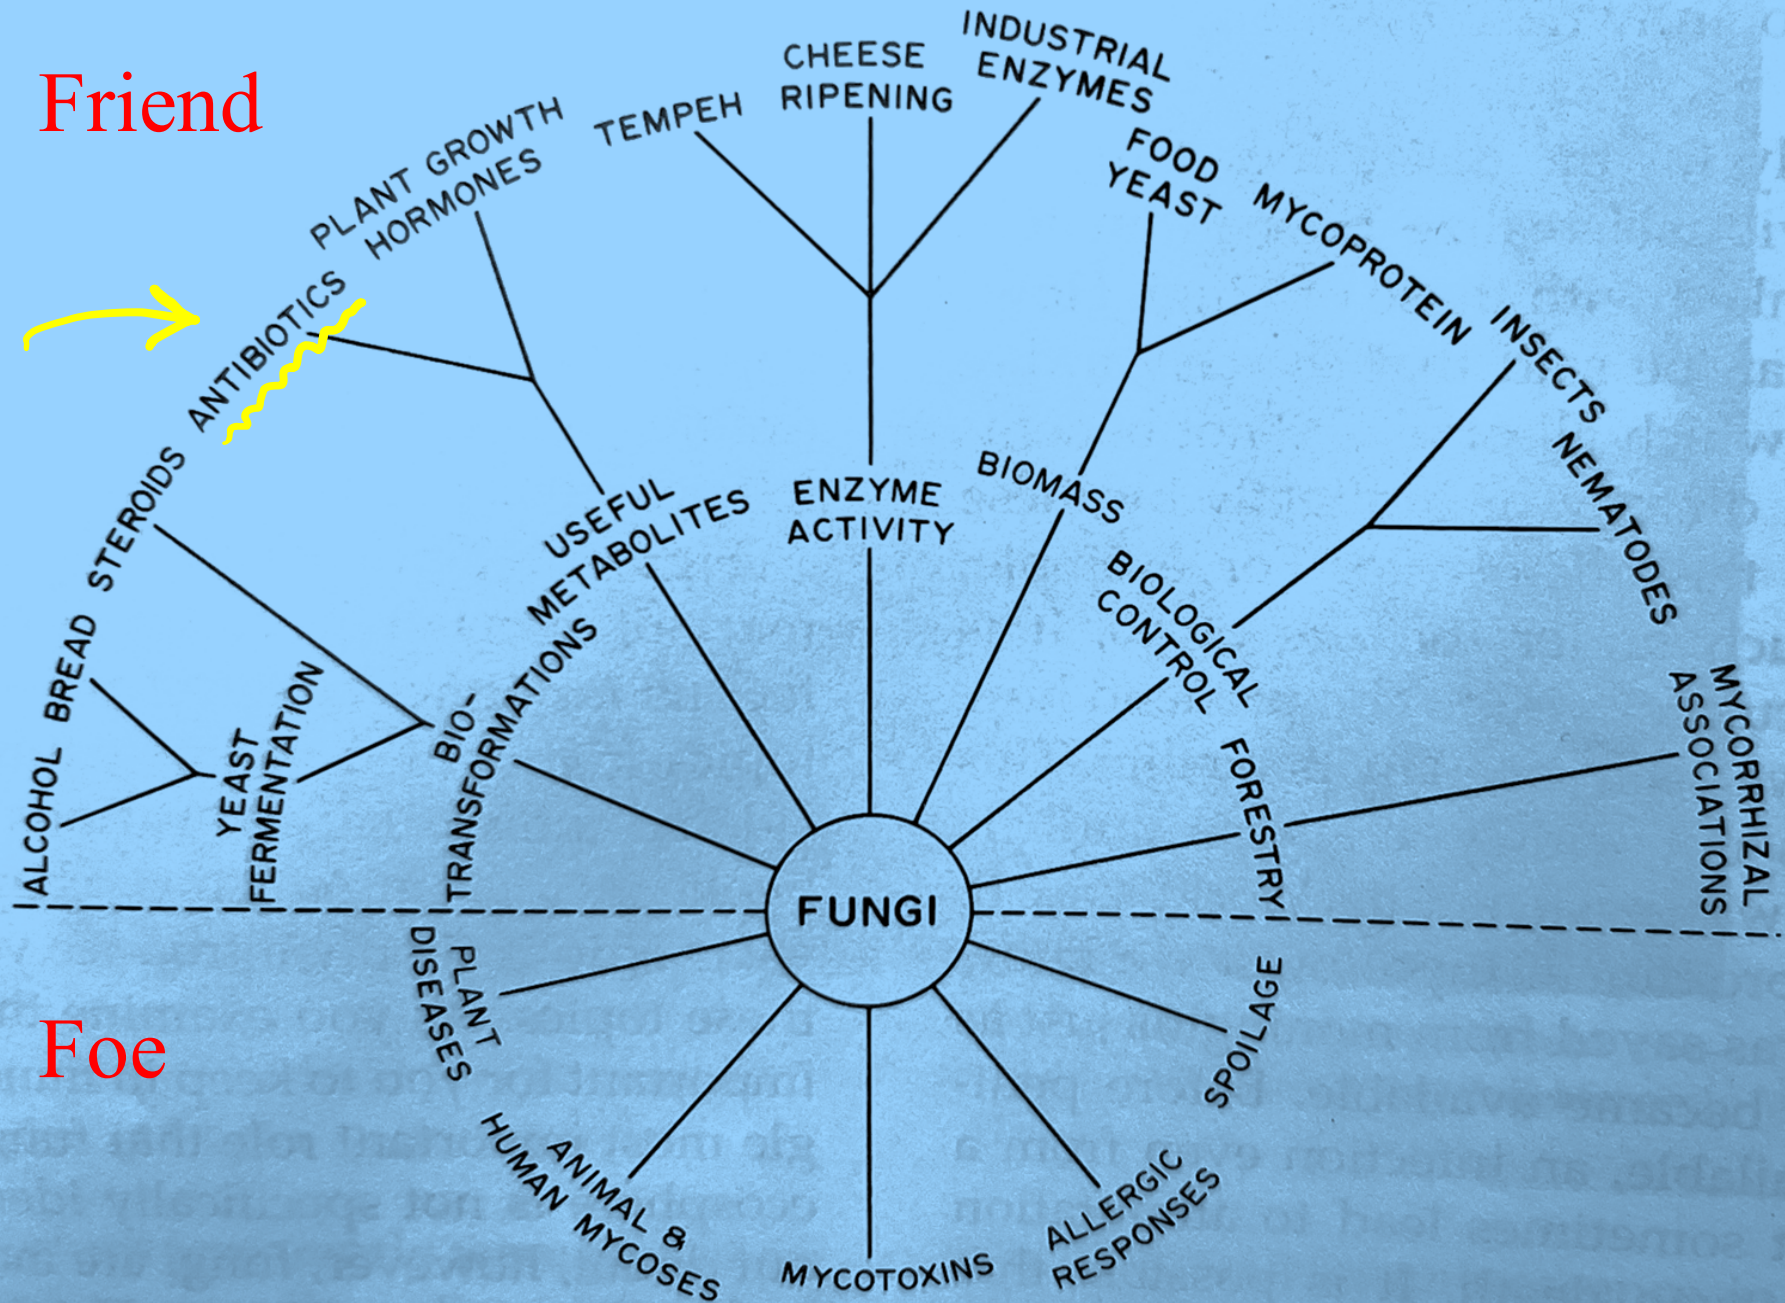 Friend
INDUSTRIAL
ENZYMES
CHEESE
RIPENING
TEMPEH
PLANT GROWTH
HORMONES
FOOD
YEAST
MYCOPROTEIN
ANTIBIOTICS
INSECTS
NEMATODES
STEROIDS
BREAD
ALCOHOL
YEAST
FERMENTATION
BIO-
TRANSFORMATIONS
USEFUL
METABOLITES
ENZYME
ACTIVITY
BIOMASS
BIOLOGICAL
CONTROL
FORESTRY
MYCORRHIZAL
ASSOCIATIONS
FUNGI
Foe
PLANT
DISEASES
ANIMAL &
HUMAN MYCOSES
MYCOTOXINS
ALLERGIC
RESPONSES
SPOILAGE